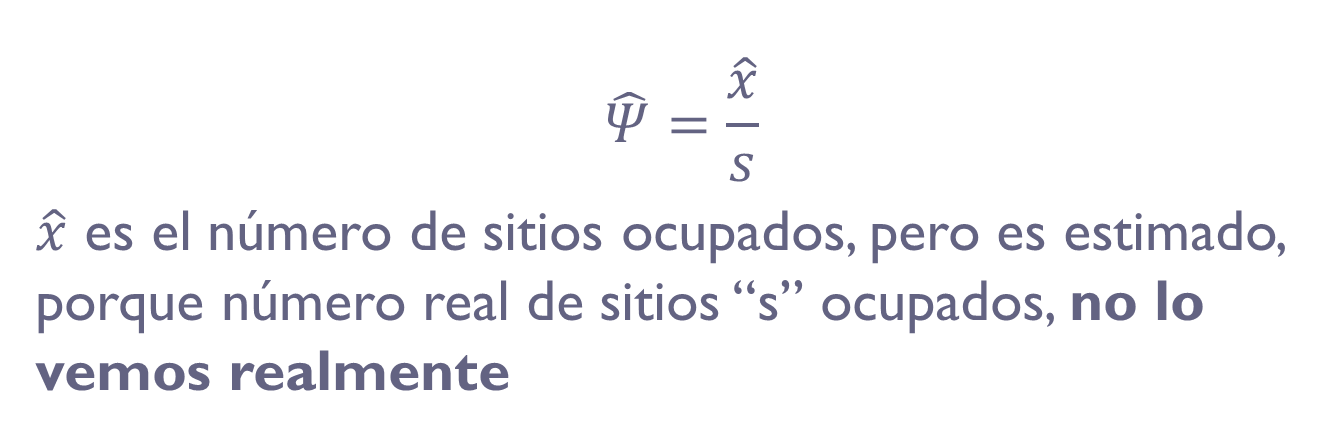 Ψ̂ = x̂ / s
x̂ es el número de sitios ocupados, pero es estimado,
porque número real de sitios “s” ocupados, no lo
vemos realmente